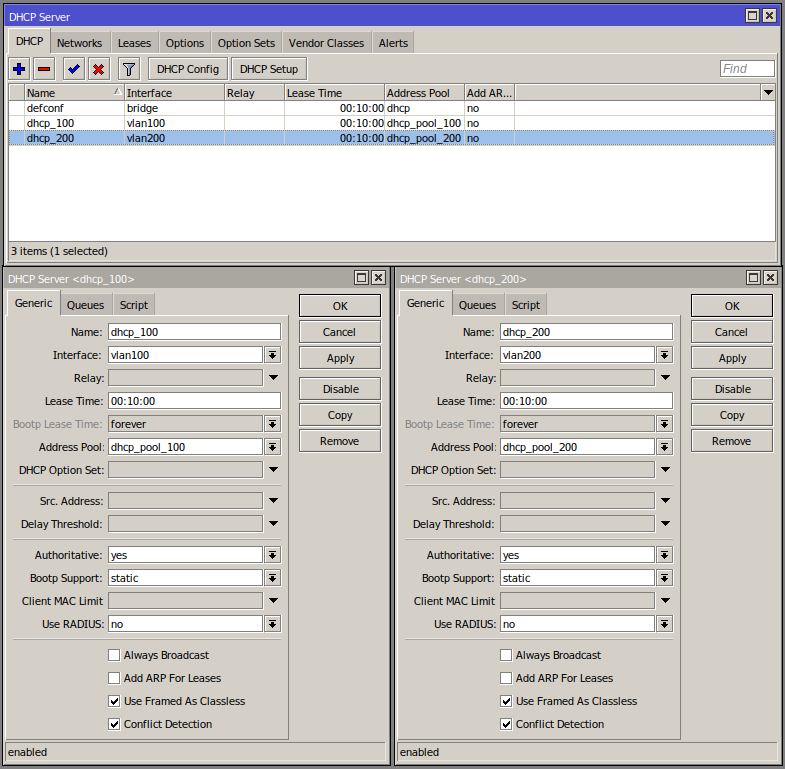 DHCP Server
DHCP Networks Leases Options Option Sets Vendor Classes Alerts
DHCP Config DHCP Setup Find
Name Interface Relay Lease Time Address Pool Add AR...
defconf bridge 00:10:00 dhcp no
dhcp_100 vlan100 00:10:00 dhcp_pool_100 no
dhcp_200 vlan200 00:10:00 dhcp_pool_200 no
3 items (1 selected)
DHCP Server <dhcp_100>
Generic Queues Script
Name: dhcp_100
Interface: vlan100
Relay:
Lease Time: 00:10:00
Bootp Lease Time: forever
Address Pool: dhcp_pool_100
DHCP Option Set:
Src. Address:
Delay Threshold:
Authoritative: yes
Bootp Support: static
Client MAC Limit
Use RADIUS: no
Always Broadcast
Add ARP For Leases
Use Framed As Classless
Conflict Detection
OK
Cancel
Apply
Disable
Copy
Remove
enabled
DHCP Server <dhcp_200>
Generic Queues Script
Name: dhcp_200
Interface: vlan200
Relay:
Lease Time: 00:10:00
Bootp Lease Time: forever
Address Pool: dhcp_pool_200
DHCP Option Set:
Src. Address:
Delay Threshold:
Authoritative: yes
Bootp Support: static
Client MAC Limit
Use RADIUS: no
Always Broadcast
Add ARP For Leases
Use Framed As Classless
Conflict Detection
OK
Cancel
Apply
Disable
Copy
Remove
enabled